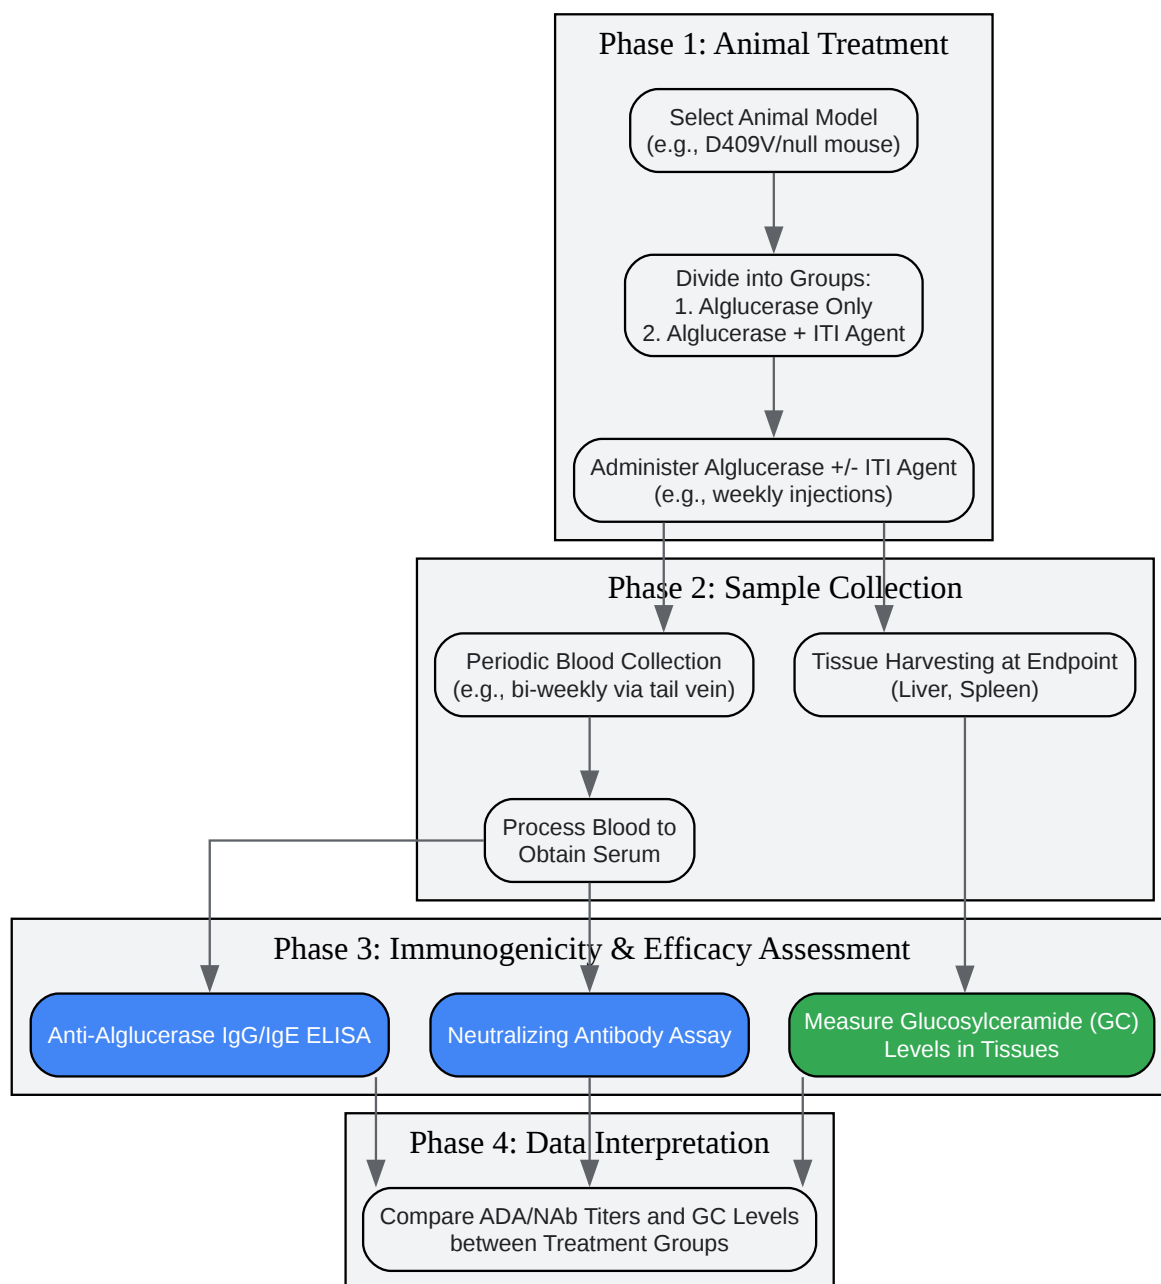 Phase 1: Animal Treatment
Select Animal Model
(e.g., D409V/null mouse)
Divide into Groups:
1. Alglucerase Only
2. Alglucerase + ITI Agent
Administer Alglucerase +/- ITI Agent
(e.g., weekly injections)
Phase 2: Sample Collection
Periodic Blood Collection
(e.g., bi-weekly via tail vein)
Tissue Harvesting at Endpoint
(Liver, Spleen)
Process Blood to
Obtain Serum
Phase 3: Immunogenicity & Efficacy Assessment
Anti-Alglucerase IgG/IgE ELISA
Neutralizing Antibody Assay
Measure Glucosylceramide (GC)
Levels in Tissues
Phase 4: Data Interpretation
Compare ADA/NAb Titers and GC Levels
between Treatment Groups